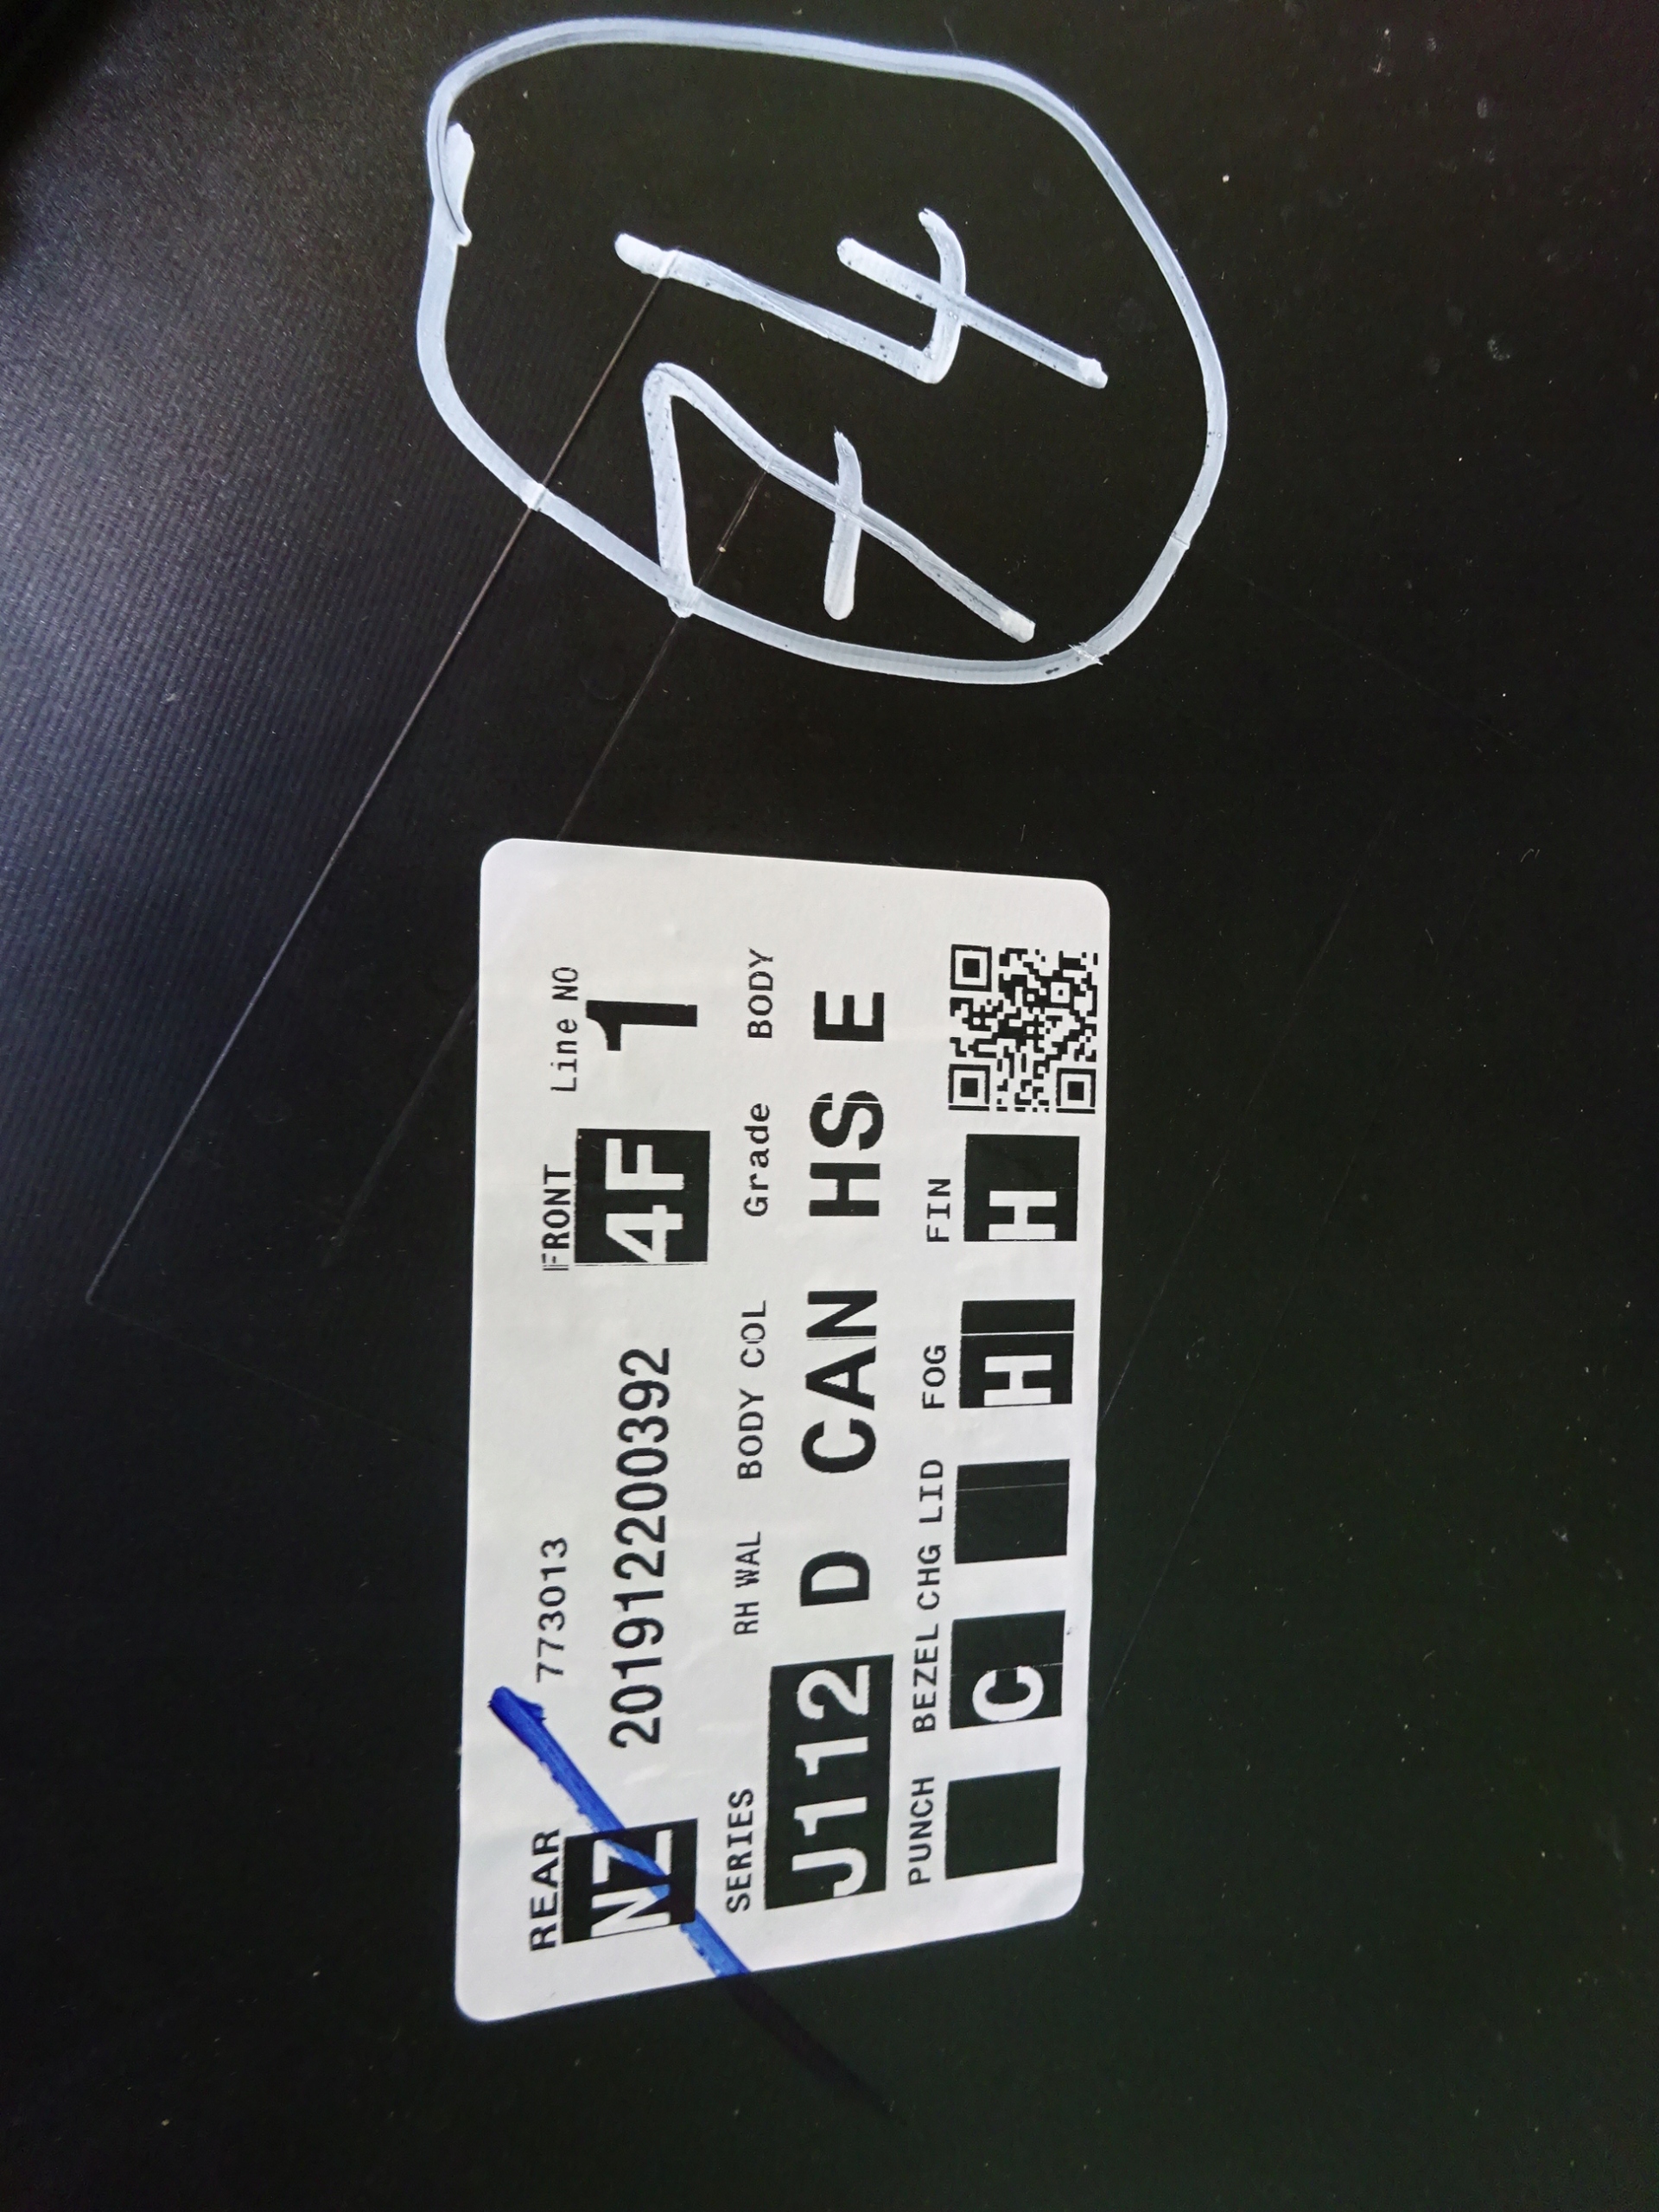 74
REAR 773013 FRONT Line NO
NZ 201912200392 4F 1
SERIES RH WAL BODY COL Grade BODY
J112 D CAN HS E
PUNCH BEZEL CHG LID FOG FIN
C H H